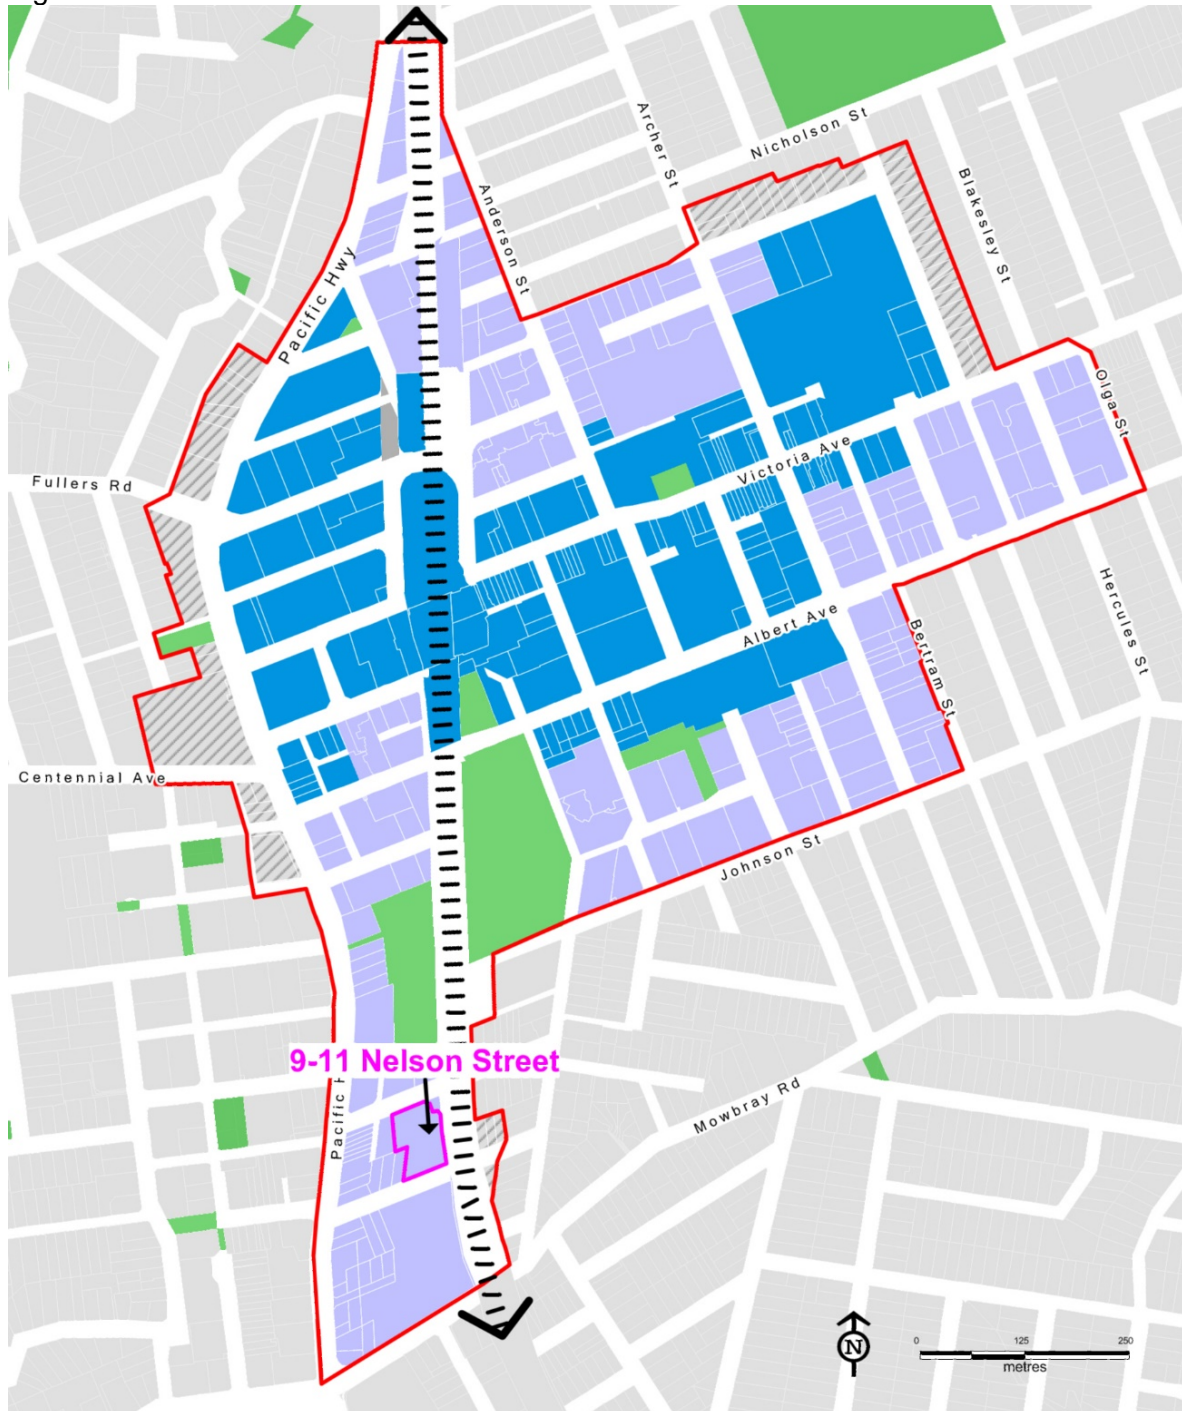 Archer St
Nicholson St
Blakesley St
Anderson St
Pacific Hwy
Olga St
Fullers Rd
Victoria Ave
Hercules St
Albert Ave
Bertram St
Centennial Ave
Johnson St
9-11 Nelson Street
Pacific H
Mowbray Rd
N
0 125 250
metres